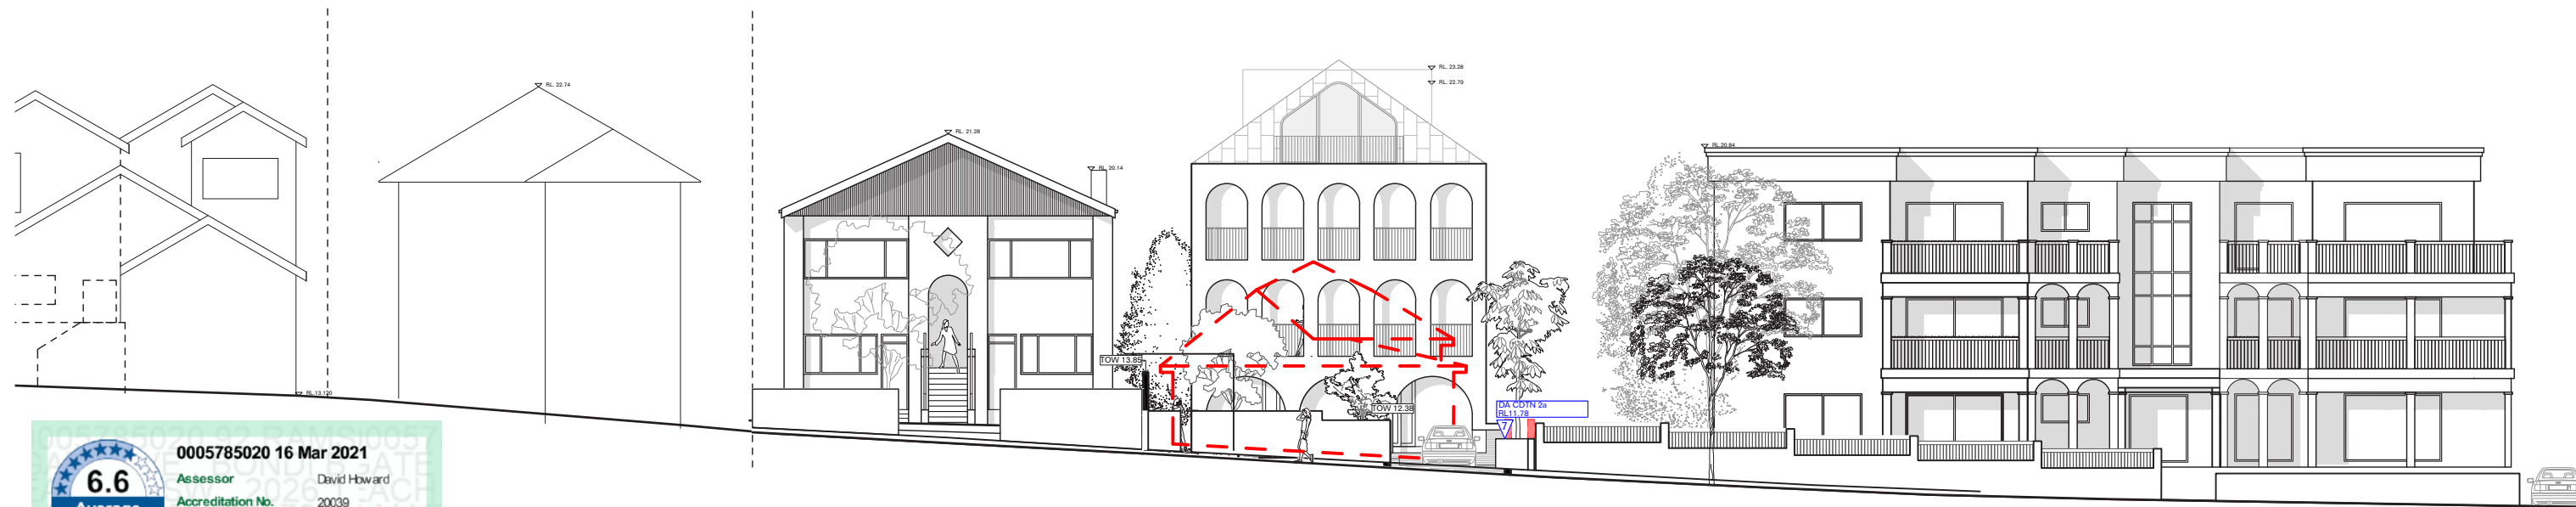 RL. 22.74
RL. 21.28
RL. 20.14
RL. 23.28
RL. 22.79
RL.20.84
RL.13.120
TOW 13.85
TOW 12.38
DA CDTN 2a
RL11.78
7
0005785020 16 Mar 2021
6.6
Average
Assessor David Howard
Accreditation No. 20039